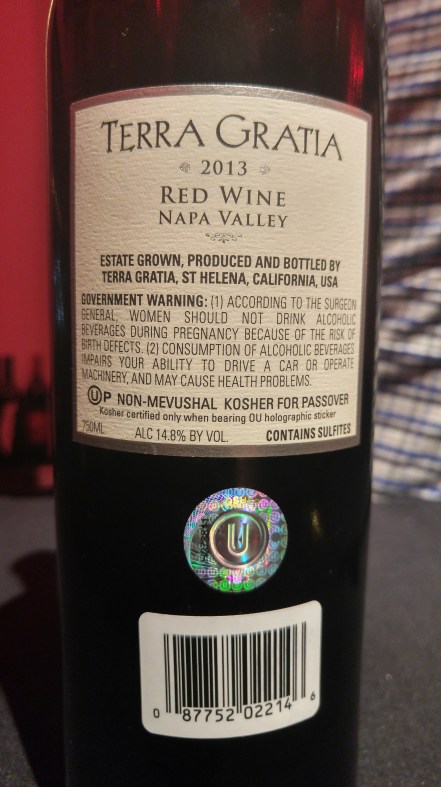 TERRA GRATIA
2013
RED WINE
NAPA VALLEY
ESTATE GROWN, PRODUCED AND BOTTLED BY
TERRA GRATIA, ST HELENA, CALIFORNIA, USA
GOVERNMENT WARNING: (1) ACCORDING TO THE SURGEON
GENERAL, WOMEN SHOULD NOT DRINK ALCOHOLIC
BEVERAGES DURING PREGNANCY BECAUSE OF THE RISK OF
BIRTH DEFECTS. (2) CONSUMPTION OF ALCOHOLIC BEVERAGES
IMPAIRS YOUR ABILITY TO DRIVE A CAR OR OPERATE
MACHINERY, AND MAY CAUSE HEALTH PROBLEMS.
U P NON-MEVUSHAL KOSHER FOR PASSOVER
Kosher certified only when bearing OU holographic sticker
750ML ALC 14.8% BY VOL. CONTAINS SULFITES
U
0 87752 02214 6